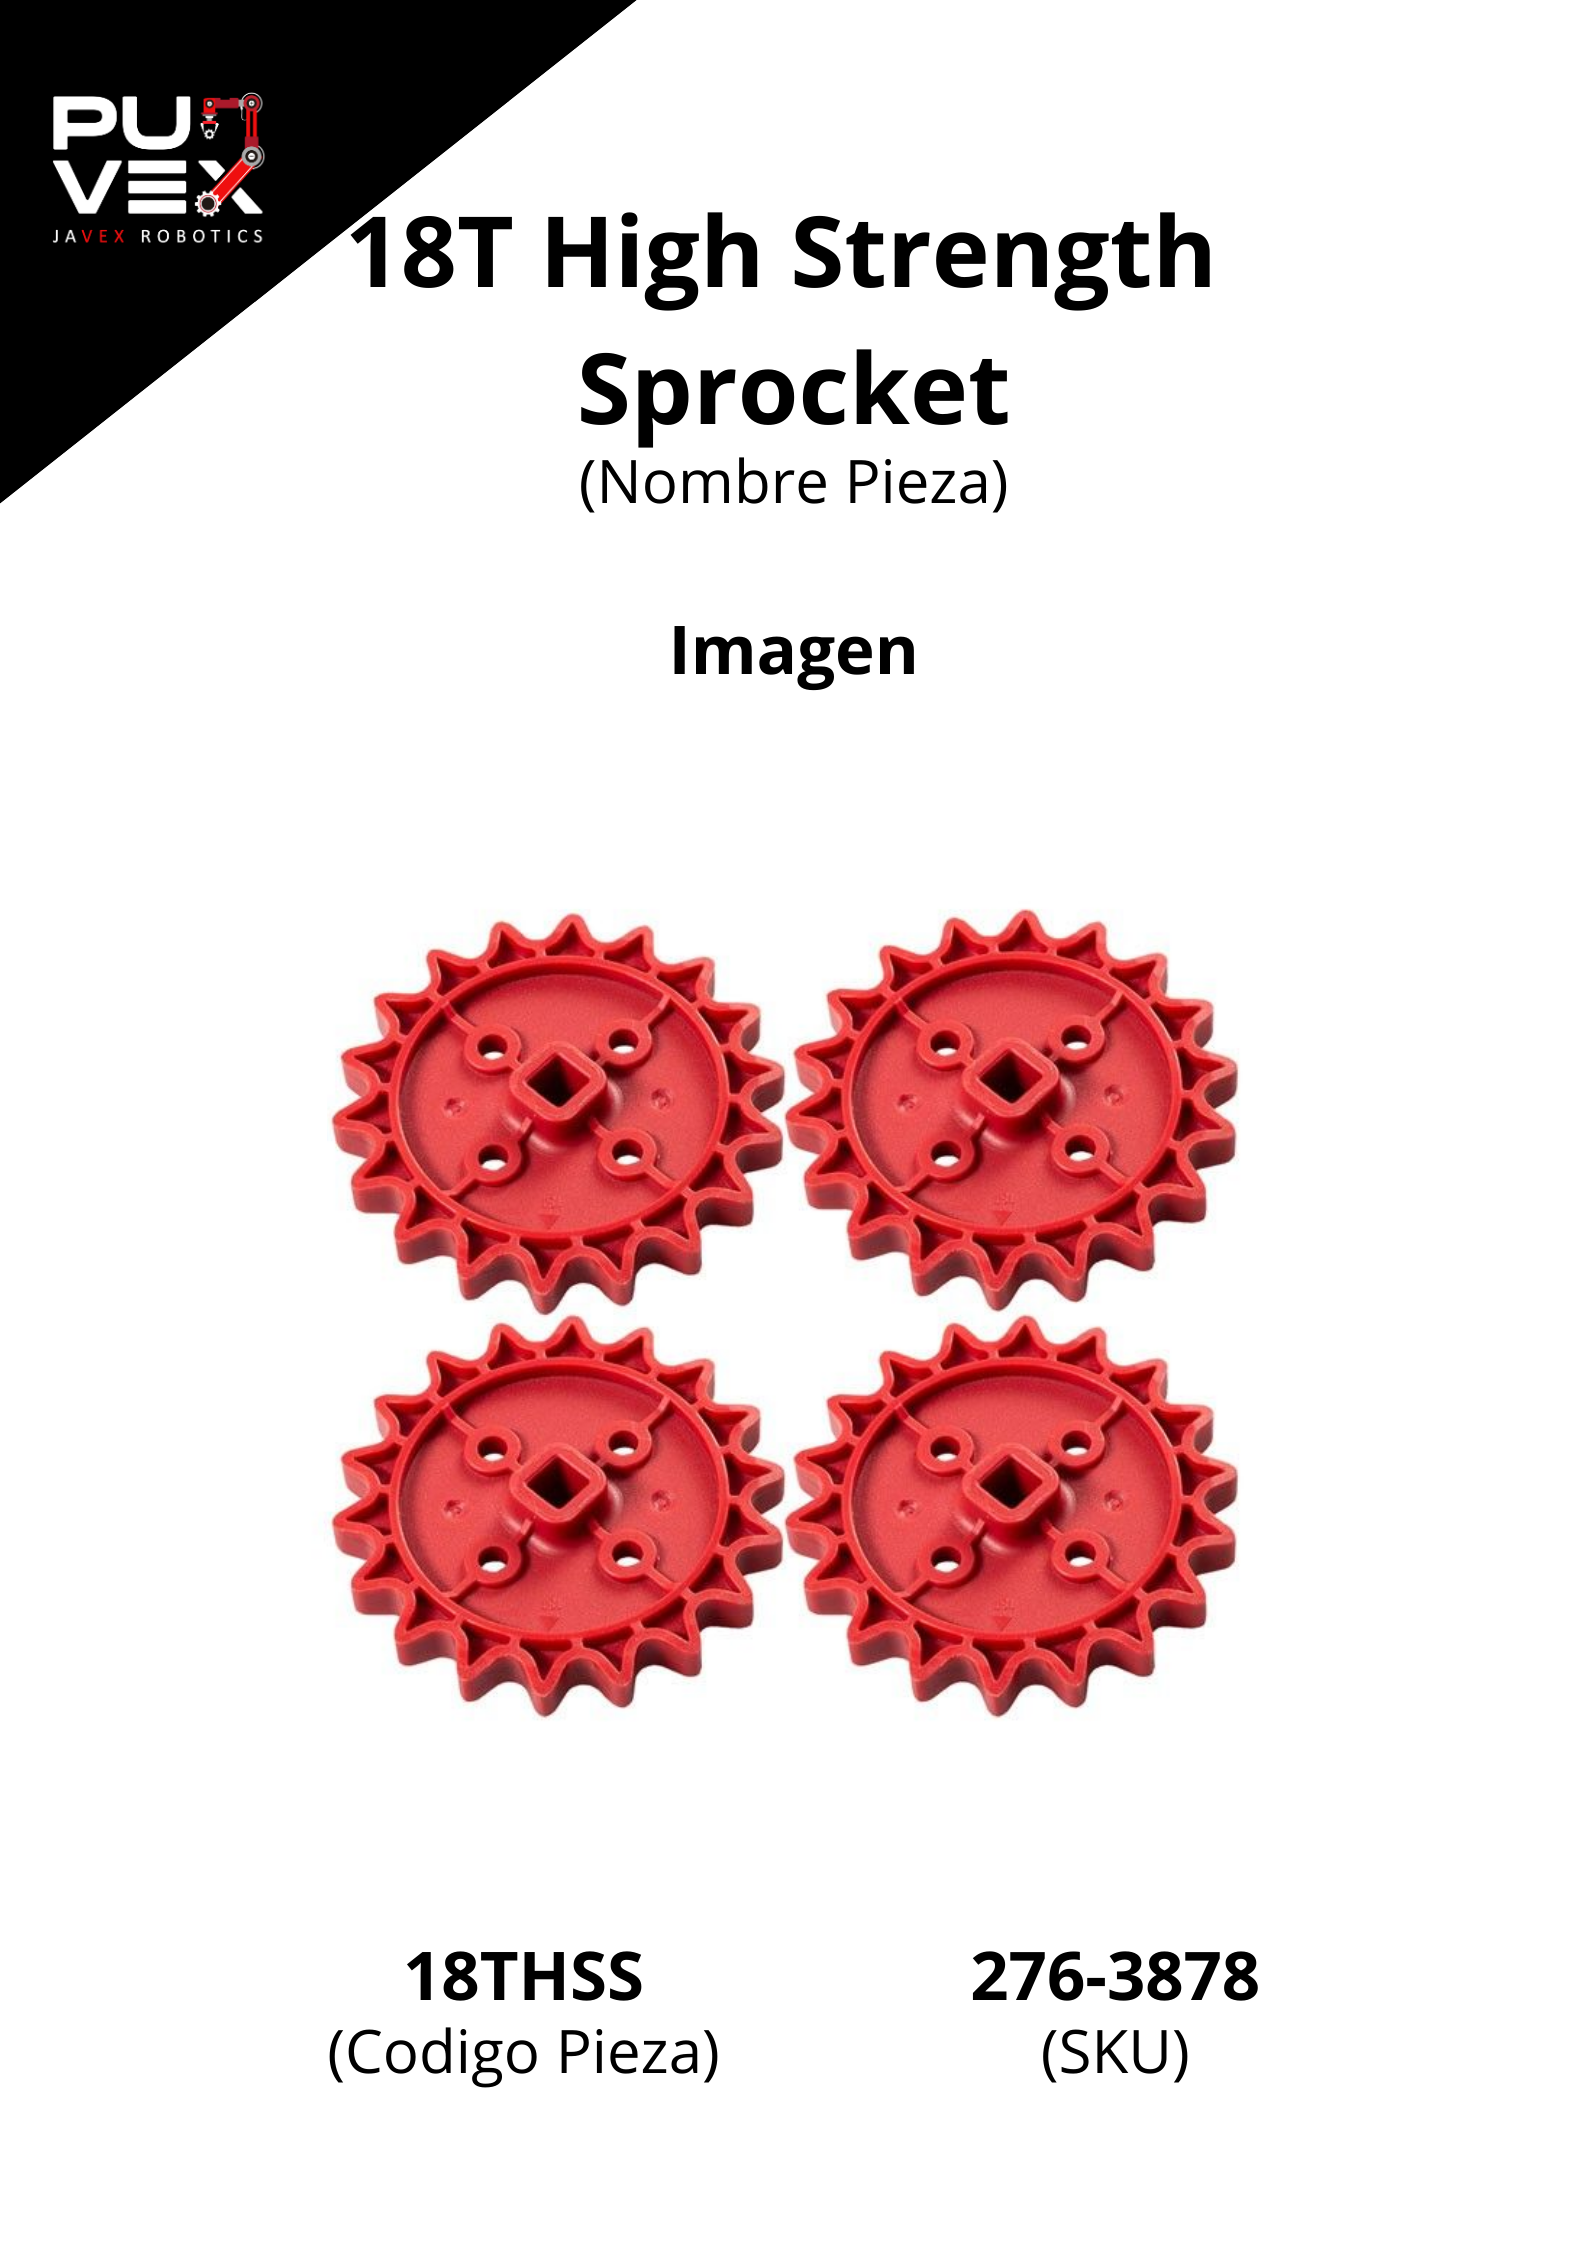 PU
VEX
JAVEX ROBOTICS
18T High Strength
Sprocket
(Nombre Pieza)
Imagen
18THSS
(Codigo Pieza)
276-3878
(SKU)